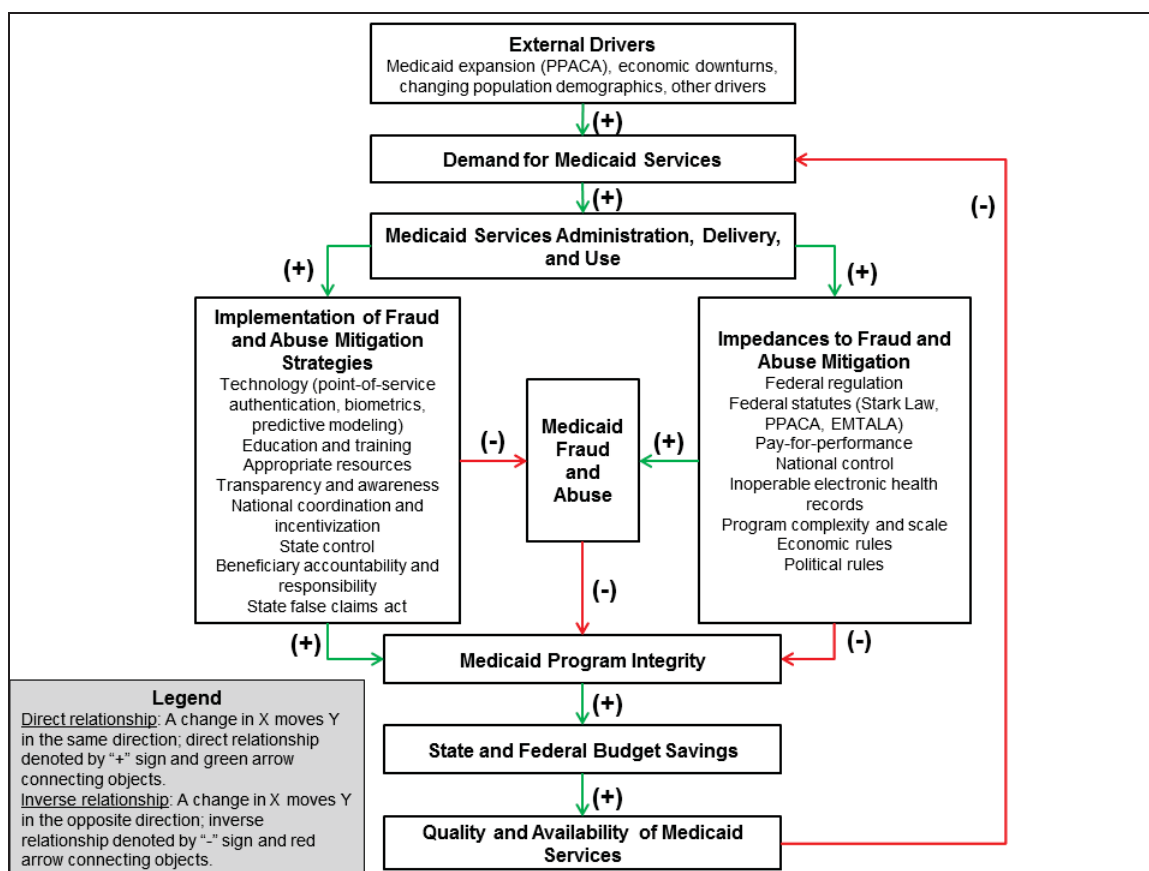 External Drivers
Medicaid expansion (PPACA), economic downturns,
changing population demographics, other drivers
(+)
Demand for Medicaid Services
(+)
(-)
Medicaid Services Administration, Delivery,
and Use
(+)
(+)
Implementation of Fraud
and Abuse Mitigation
Strategies
Technology (point-of-service
authentication, biometrics,
predictive modeling)
Education and training
Appropriate resources
Transparency and awareness
National coordination and
incentivization
State control
Beneficiary accountability and
responsibility
State false claims act
(-)
Medicaid
Fraud
and
Abuse
(+)
Impedances to Fraud and
Abuse Mitigation
Federal regulation
Federal statutes (Stark Law,
PPACA, EMTALA)
Pay-for-performance
National control
Inoperable electronic health
records
Program complexity and scale
Economic rules
Political rules
(-)
(+)
(-)
Medicaid Program Integrity
(+)
State and Federal Budget Savings
(+)
Quality and Availability of Medicaid
Services
Legend
Direct relationship: A change in X moves Y
in the same direction; direct relationship
denoted by “+” sign and green arrow
connecting objects.
Inverse relationship: A change in X moves Y
in the opposite direction; inverse
relationship denoted by “-” sign and red
arrow connecting objects.